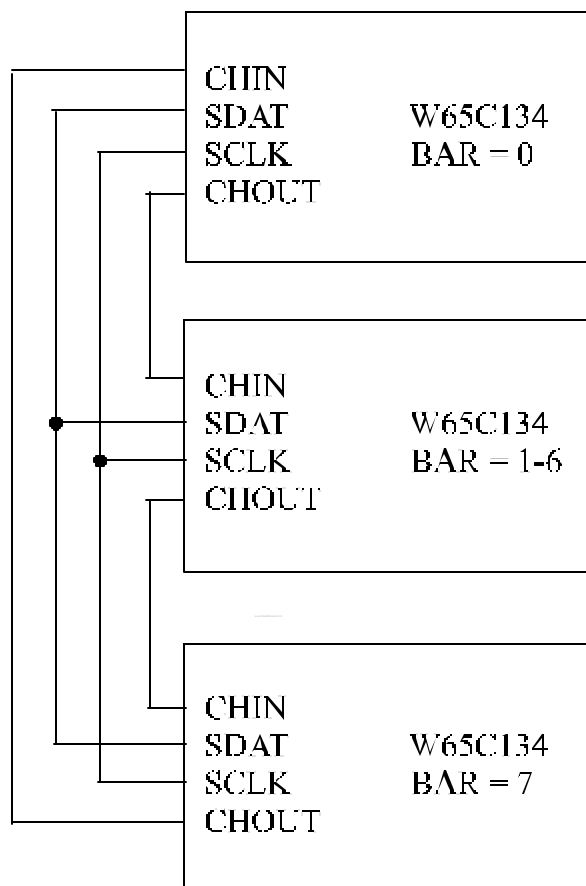 CHIN
SDAT W65C134
SCLK BAR = 0
CHOUT
CHIN
SDAT W65C134
SCLK BAR = 1-6
CHOUT
CHIN
SDAT W65C134
SCLK BAR = 7
CHOUT